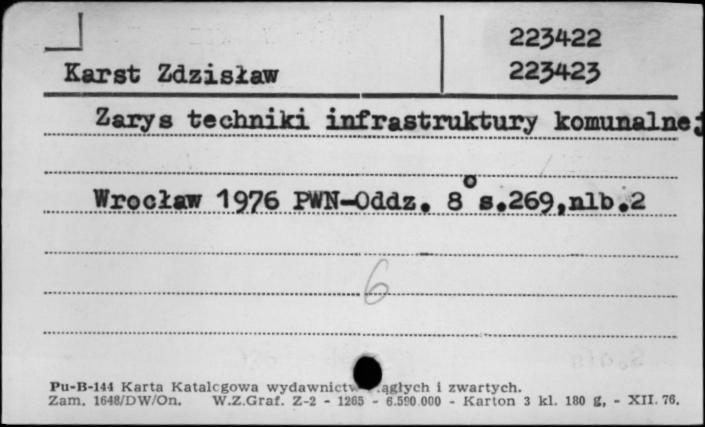 223422
Karst Zdzisław 223423
Zarys techniki infrastruktury komunalnej
Wrocław 1976 PWN-Oddz. 8° s.269,nlb.2
6
Pu-B-144 Karta Katalogowa wydawnictw ciągłych i zwartych.
Zam. 1648/DW/On. W.Z.Graf. Z-2 - 1265 - 6.590.000 - Karton 3 kl. 180 g, - XII. 76.